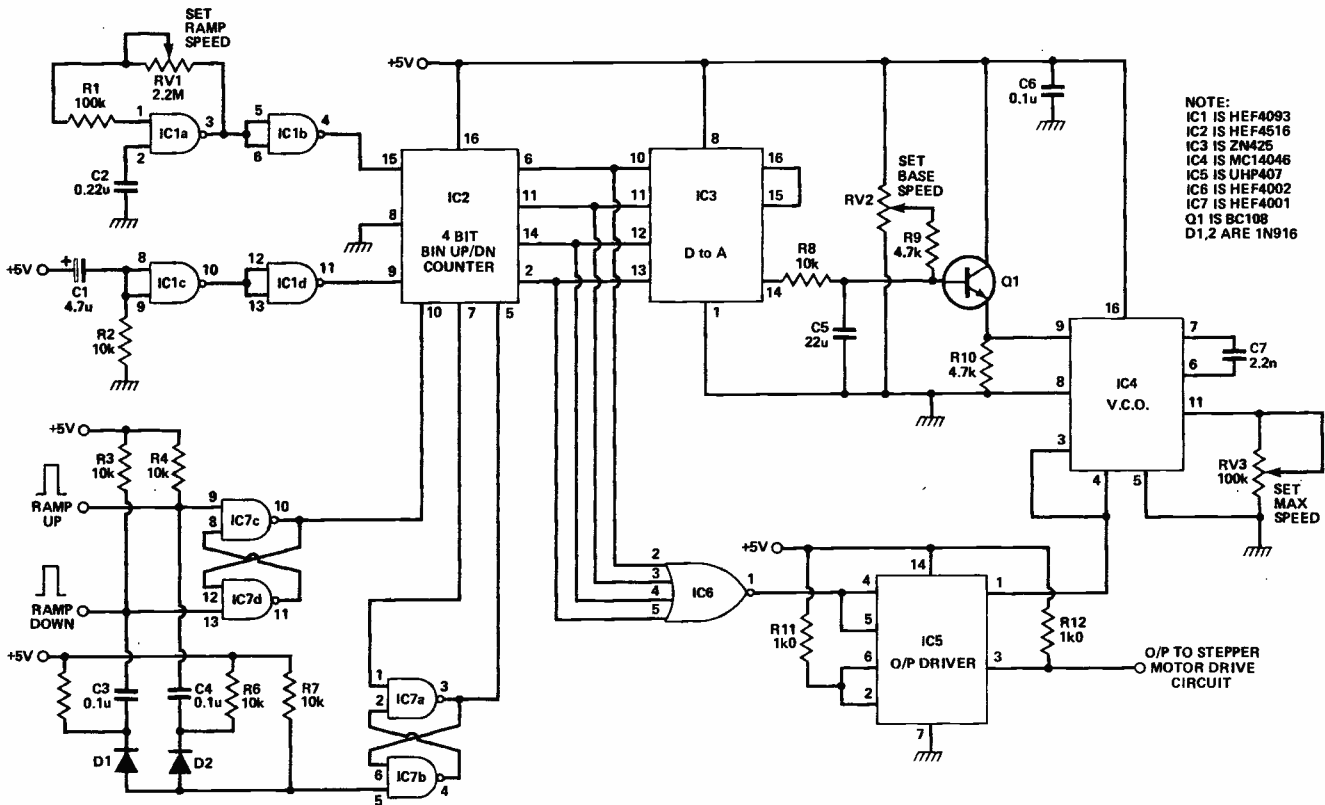 SET
RAMP
SPEED
RV1
2.2M
R1
100k
1
2
IC1a
3
5
6
IC1b
4
C2
0.22u
+5V
+
C1
4.7u
8
9
IC1c
10
12
13
IC1d
11
R2
10k
+5V
16
15
8
9
IC2
4 BIT
BIN UP/DN
COUNTER
6
11
14
2
10
7
5
8
10
11
12
13
IC3
D to A
16
15
14
1
R8
10k
C5
22u
RV2
SET
BASE
SPEED
R9
4.7k
Q1
R10
4.7k
C6
0.1u
NOTE:
IC1 IS HEF4093
IC2 IS HEF4516
IC3 IS ZN425
IC4 IS MC14046
IC5 IS UHP407
IC6 IS HEF4002
IC7 IS HEF4001
Q1 IS BC108
D1,2 ARE 1N916
16
9
8
3
4
5
IC4
V.C.O.
7
6
11
C7
2.2n
RV3
100k
SET
MAX
SPEED
+5V
R3
10k
R4
10k
RAMP
UP
RAMP
DOWN
9
8
IC7c
10
12
13
IC7d
11
+5V
C3
0.1u
C4
0.1u
R6
10k
R7
10k
D1
D2
1
2
IC7a
3
6
5
IC7b
4
2
3
4
5
IC6
1
+5V
R11
1k0
14
4
5
6
2
IC5
O/P DRIVER
1
3
7
R12
1k0
O/P TO STEPPER
MOTOR DRIVE
CIRCUIT